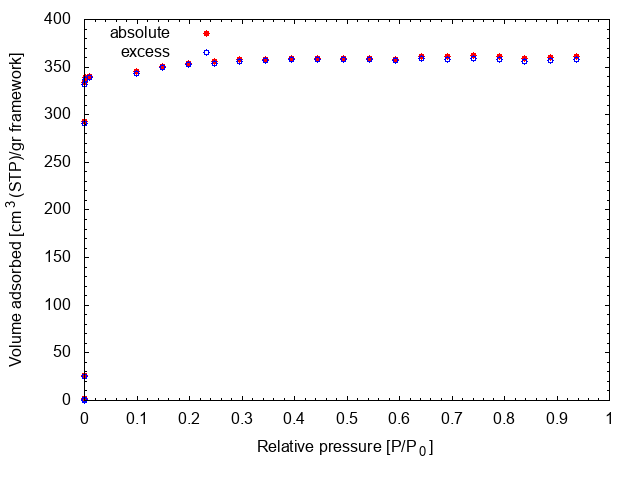 absolute
excess
400
350
300
250
200
150
100
50
0
Volume adsorbed [cm³ (STP)/gr framework]
0 0.1 0.2 0.3 0.4 0.5 0.6 0.7 0.8 0.9 1
Relative pressure [P/P₀]